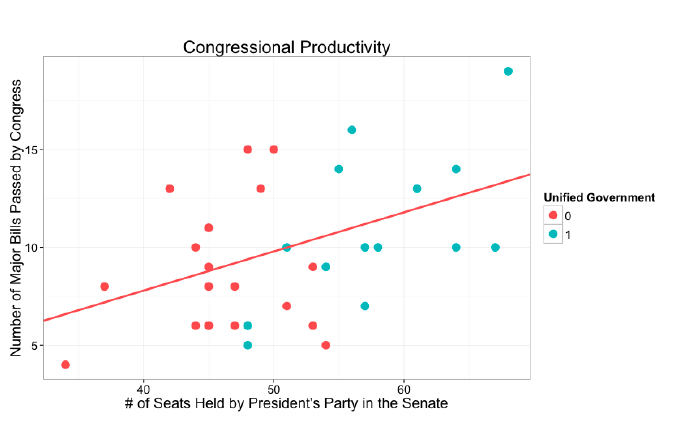 Congressional Productivity
Number of Major Bills Passed by Congress
15
10
5
40
50
60
# of Seats Held by President's Party in the Senate
Unified Government
0
1